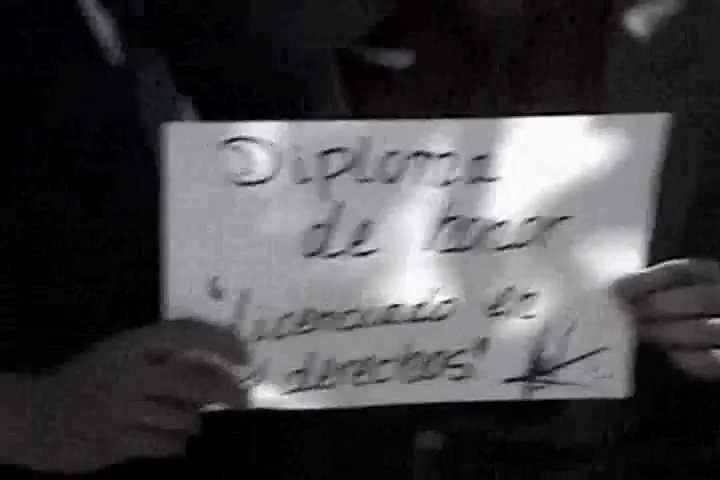 Diploma
de honor
"Licenciado en
derechos"